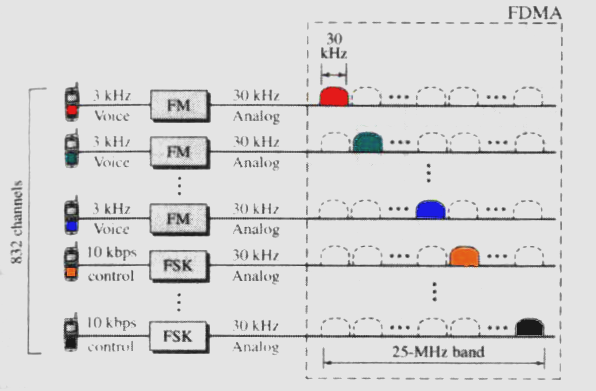 FDMA
30
kHz
3 kHz
Voice
FM
30 kHz
Analog
3 kHz
Voice
FM
30 kHz
Analog
3 kHz
Voice
FM
30 kHz
Analog
10 kbps
control
FSK
30 kHz
Analog
10 kbps
control
FSK
30 kHz
Analog
832 channels
25-MHz band